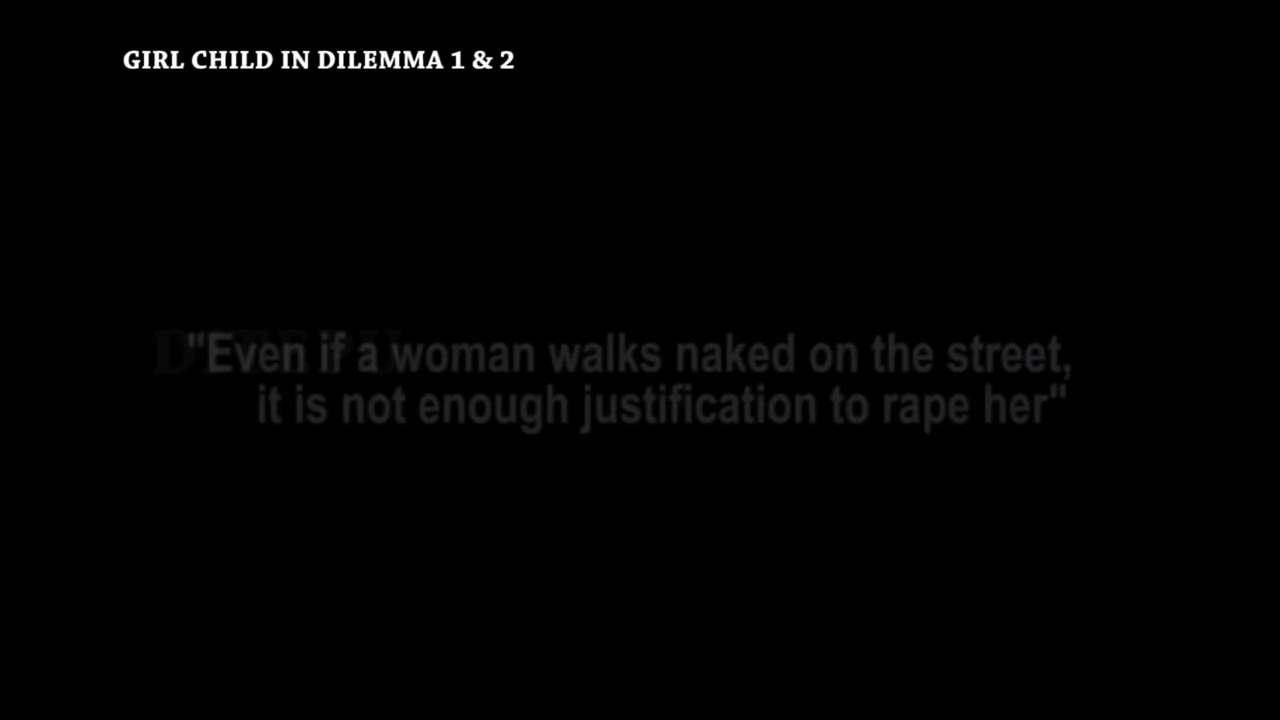 GIRL CHILD IN DILEMMA 1 & 2
"Even if a woman walks naked on the street,
it is not enough justification to rape her"